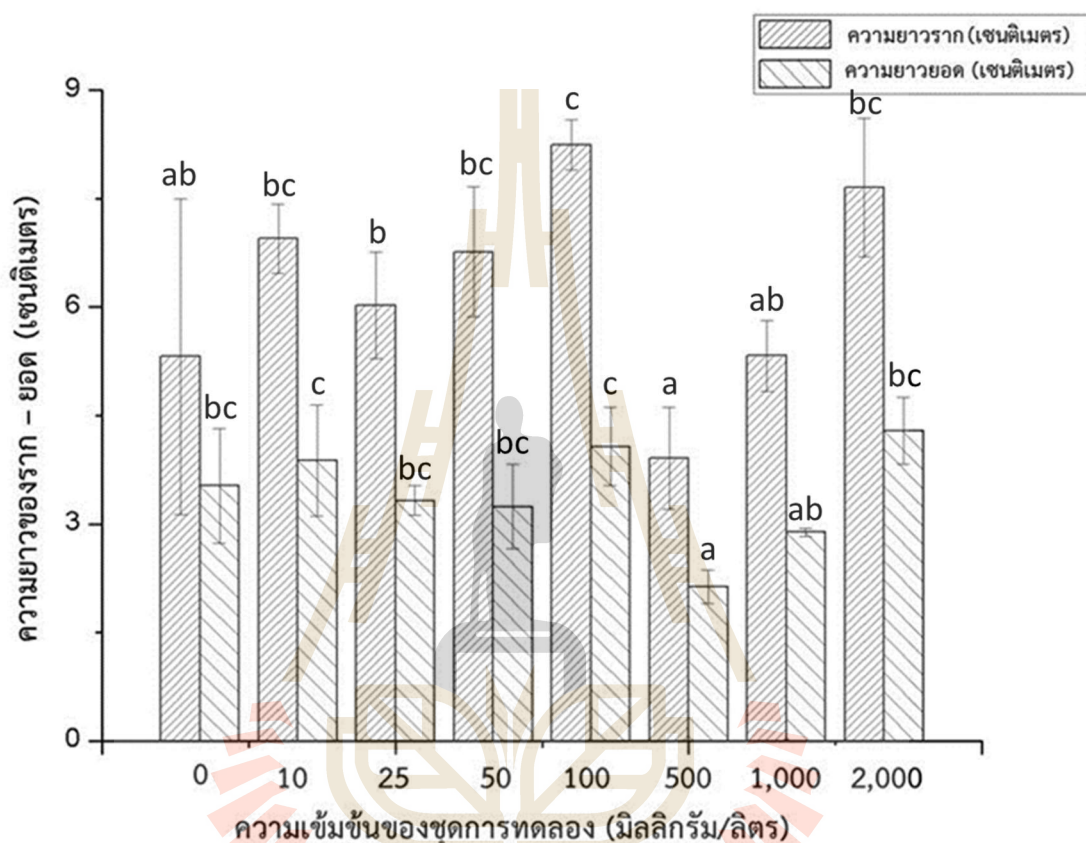 ความยาวราก (เซนติเมตร)
ความยาวยอด (เซนติเมตร)
ความยาวของราก – ยอด (เซนติเมตร)
9
6
3
0
ab
bc
bc
c
b
bc
bc
bc
c
c
a
a
ab
ab
bc
bc
0 10 25 50 100 500 1,000 2,000
ความเข้มข้นของชุดการทดลอง (มิลลิกรัม/ลิตร)